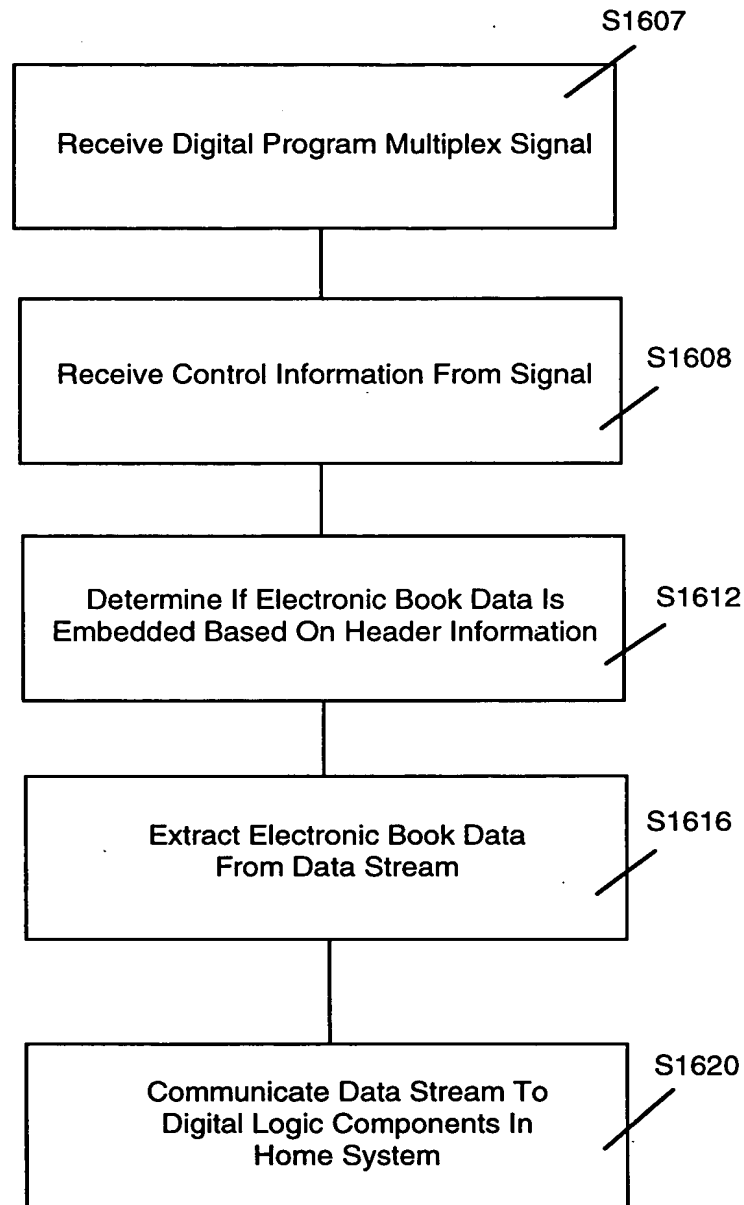 S1607
Receive Digital Program Multiplex Signal
Receive Control Information From Signal
S1608
Determine If Electronic Book Data Is
Embedded Based On Header Information
S1612
Extract Electronic Book Data
From Data Stream
S1616
Communicate Data Stream To
Digital Logic Components In
Home System
S1620